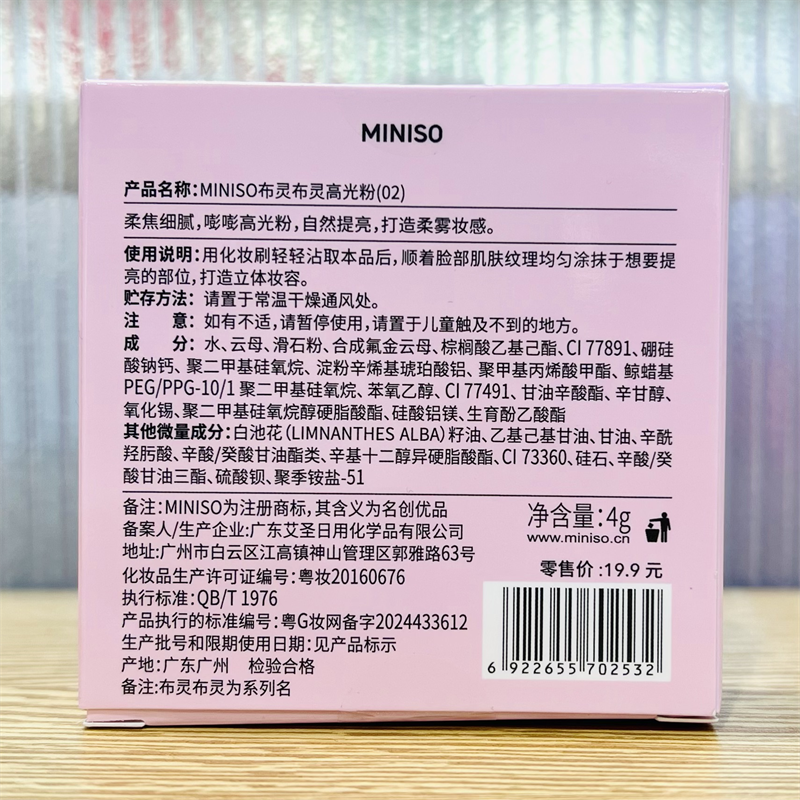 MINISO
产品名称:MINISO布灵布灵高光粉(02)
柔焦细腻,嘭嘭高光粉,自然提亮,打造柔雾妆感。
使用说明:用化妆刷轻轻沾取本品后,顺着脸部肌肤纹理均匀涂抹于想要提
亮的部位,打造立体妆容。
贮存方法:请置于常温干燥通风处。
注 意:如有不适,请暂停使用,请置于儿童触及不到的地方。
成 分:水、云母、滑石粉、合成氟金云母、棕榈酸乙基己酯、CI 77891、硼硅
酸钠钙、聚二甲基硅氧烷、淀粉辛烯基琥珀酸铝、聚甲基丙烯酸甲酯、鲸蜡基
PEG/PPG-10/1 聚二甲基硅氧烷、苯氧乙醇、CI 77491、甘油辛酸酯、辛甘醇、
氧化锡、聚二甲基硅氧烷醇硬脂酸酯、硅酸铝镁、生育酚乙酸酯
其他微量成分:白池花(LIMNANTHES ALBA)籽油、乙基己基甘油、甘油、辛酰
羟肟酸、辛酸/癸酸甘油酯类、辛基十二醇异硬脂酸酯、CI 73360、硅石、辛酸/癸
酸甘油三酯、硫酸钡、聚季铵盐-51
备注:MINISO为注册商标,其含义为名创优品
备案人/生产企业:广东艾圣日用化学品有限公司
地址:广州市白云区江高镇神山管理区郭雅路63号
化妆品生产许可证编号:粤妆20160676
执行标准:QB/T 1976
产品执行的标准编号:粤G妆网备字2024433612
生产批号和限期使用日期:见产品标示
产地:广东广州 检验合格
备注:布灵布灵为系列名
净含量:4g
www.miniso.cn
零售价:19.9 元
6 922655 702532